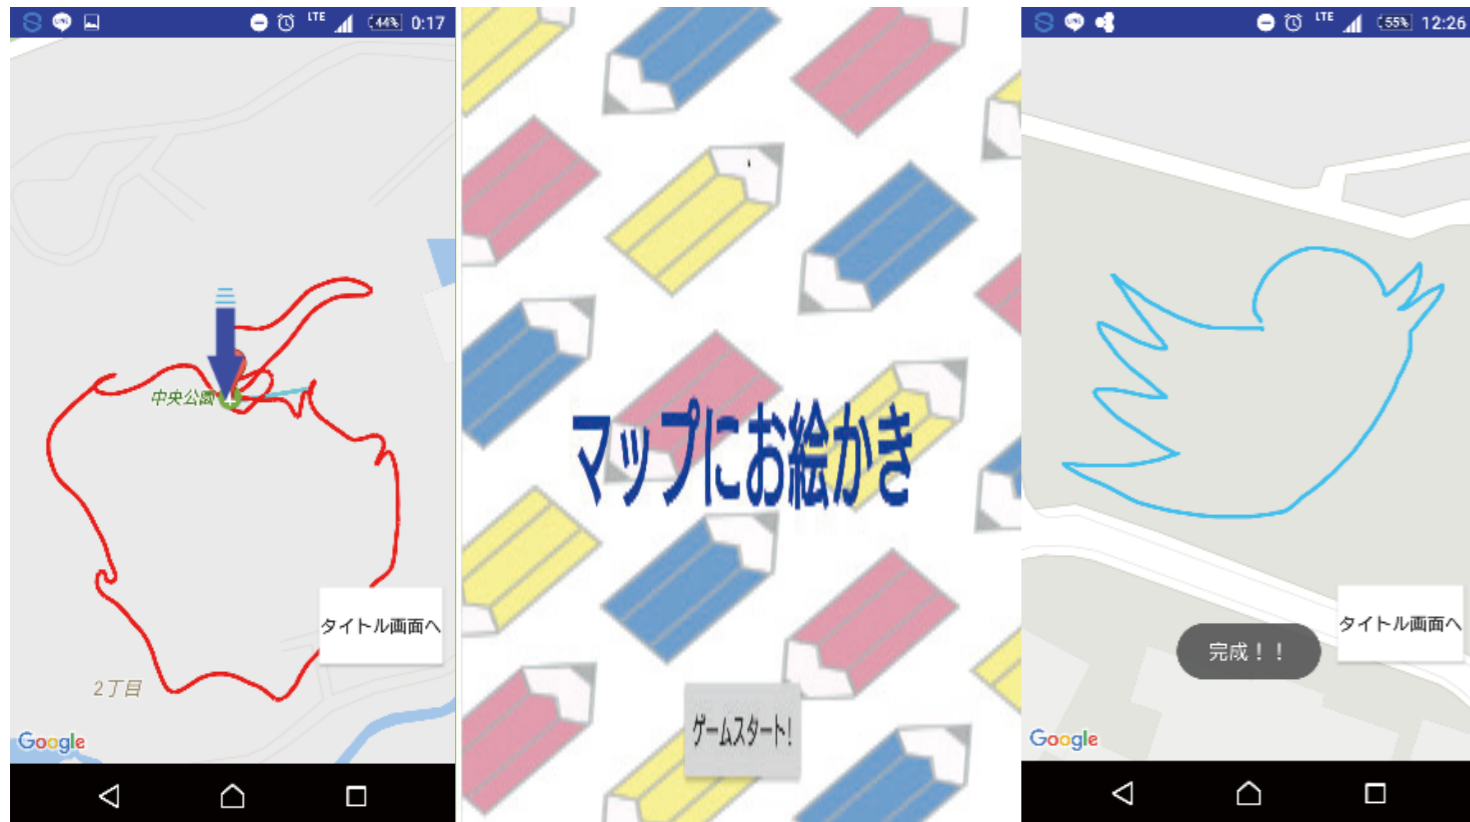 LTE 44% 0:17
中央公園
タイトル画面へ
2丁目
Google
マップにお絵かき
ゲームスタート!
LTE 55% 12:26
タイトル画面へ
完成！！
Google